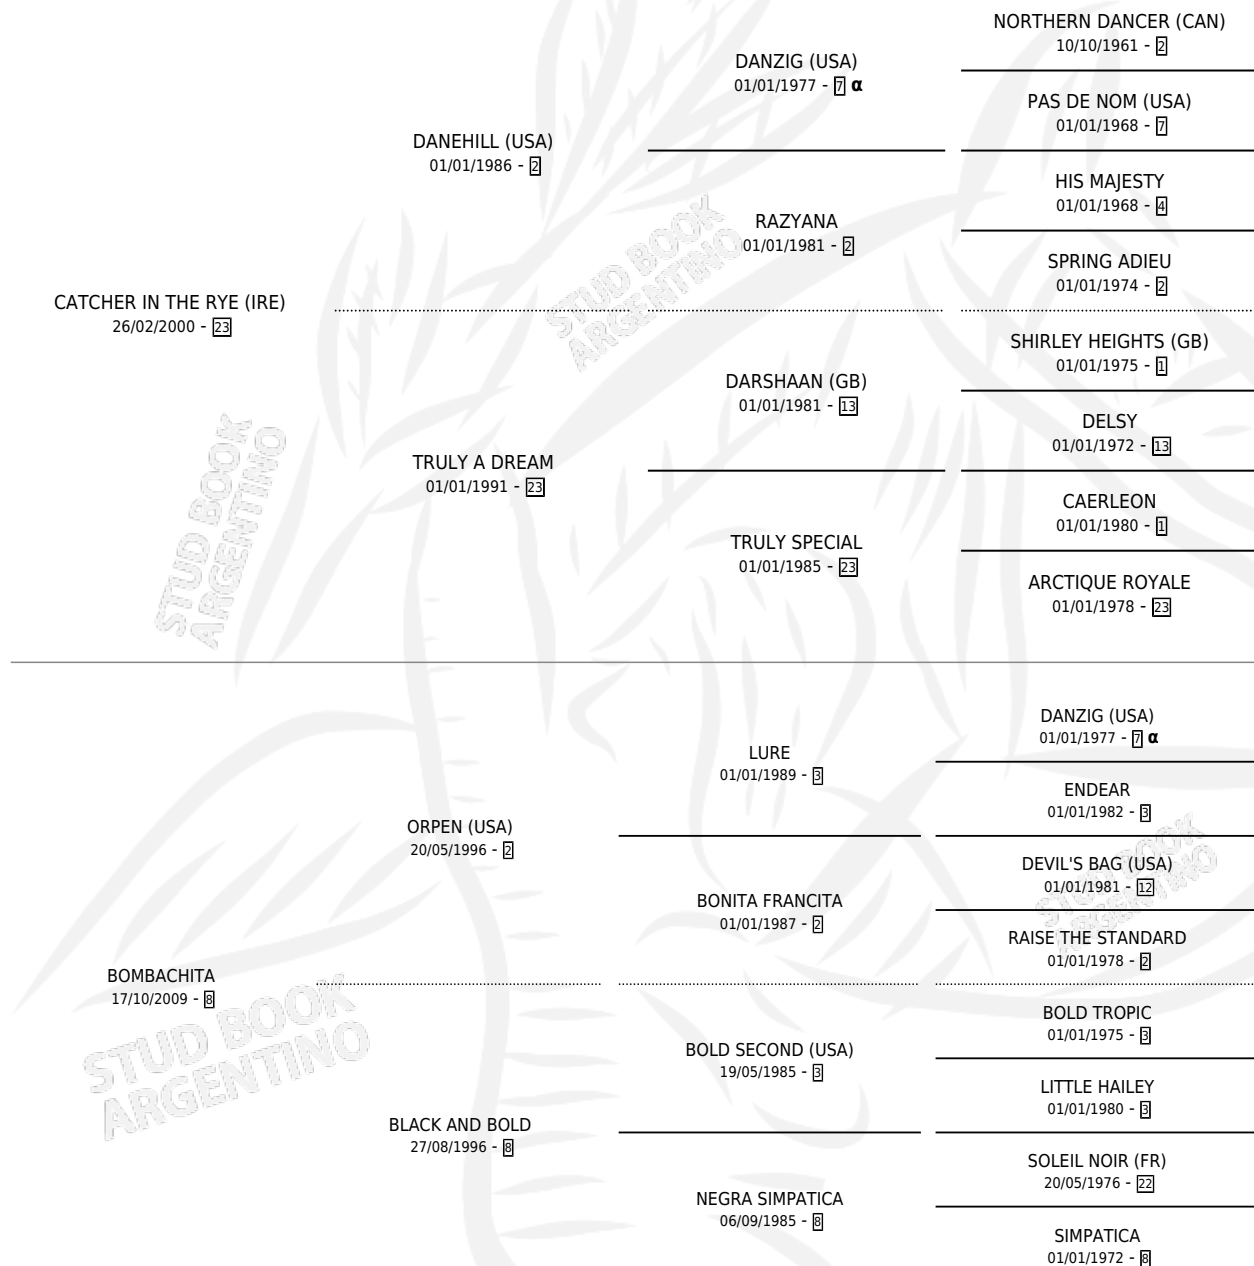 NORTHERN DANCER (CAN)
10/10/1961 - 2
DANZIG (USA)
01/01/1977 - 7 α
PAS DE NOM (USA)
01/01/1968 - 7
DANEHILL (USA)
01/01/1986 - 2
HIS MAJESTY
01/01/1968 - 4
RAZYANA
01/01/1981 - 2
SPRING ADIEU
01/01/1974 - 2
CATCHER IN THE RYE (IRE)
26/02/2000 - 23
SHIRLEY HEIGHTS (GB)
01/01/1975 - 1
DARSHAAN (GB)
01/01/1981 - 13
DELSY
01/01/1972 - 13
TRULY A DREAM
01/01/1991 - 23
CAERLEON
01/01/1980 - 1
TRULY SPECIAL
01/01/1985 - 23
ARCTIQUE ROYALE
01/01/1978 - 23
DANZIG (USA)
01/01/1977 - 7 α
LURE
01/01/1989 - 3
ENDEAR
01/01/1982 - 3
ORPEN (USA)
20/05/1996 - 2
DEVIL'S BAG (USA)
01/01/1981 - 12
BONITA FRANCITA
01/01/1987 - 2
RAISE THE STANDARD
01/01/1978 - 2
BOMBACHITA
17/10/2009 - 8
BOLD TROPIC
01/01/1975 - 3
BOLD SECOND (USA)
19/05/1985 - 3
LITTLE HAILEY
01/01/1980 - 3
BLACK AND BOLD
27/08/1996 - 8
SOLEIL NOIR (FR)
20/05/1976 - 22
NEGRA SIMPATICA
06/09/1985 - 8
SIMPATICA
01/01/1972 - 8
STUD BOOK
ARGENTINO
STUD BOOK
ARGENTINO
STUD BOOK
ARGENTINO
STUD BOOK
ARGENTINO